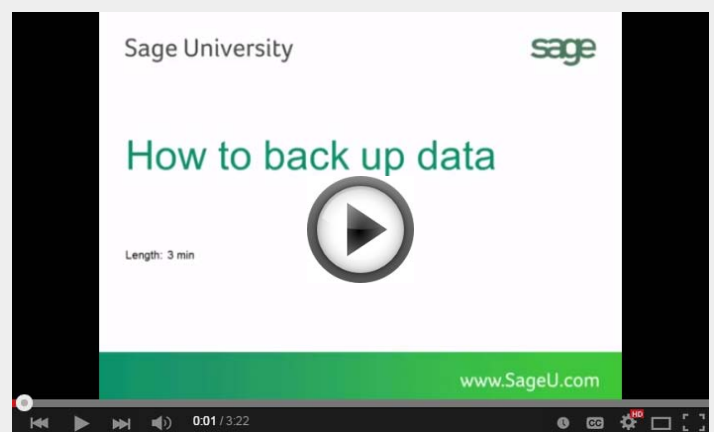 Sage University
sage
How to back up data
Length: 3 min
www.SageU.com
0:01 / 3:22
CC
HD